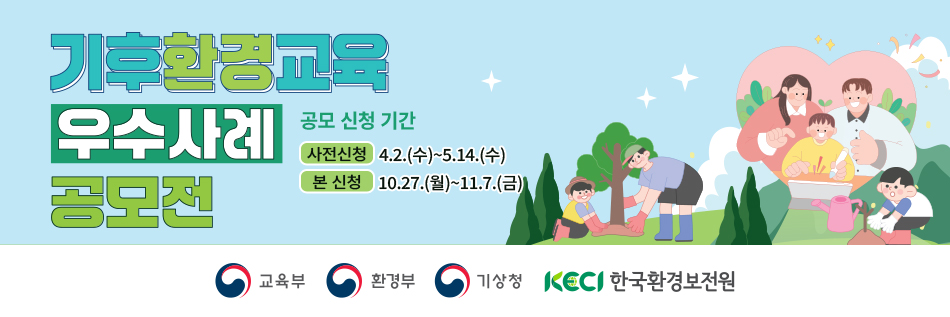 기후환경교육
우수사례
공모전
공모 신청 기간
사전신청 4.2.(수)~5.14.(수)
본 신청 10.27.(월)~11.7.(금)
교육부 환경부 기상청 KECI 한국환경보전원